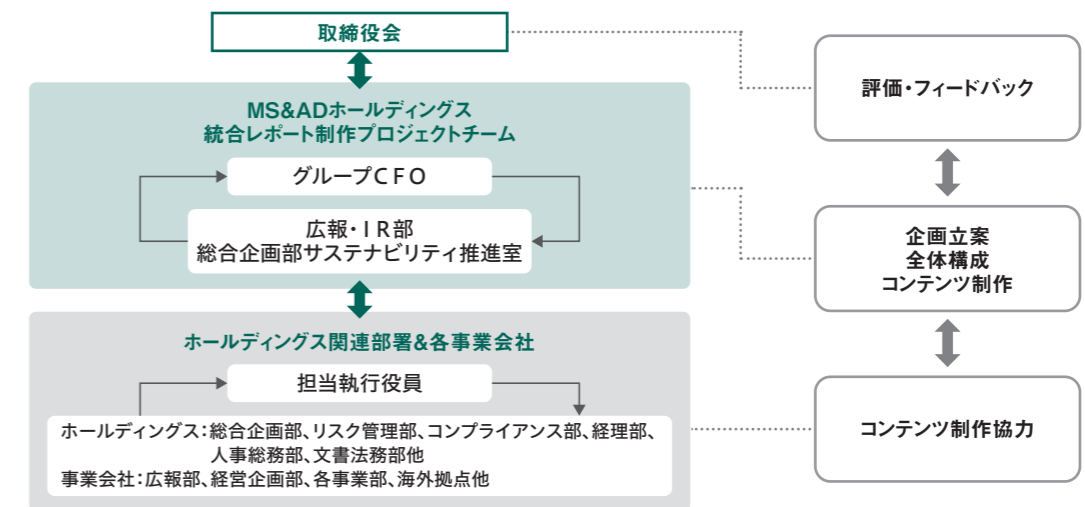 取締役会
MS&ADホールディングス
統合レポート制作プロジェクトチーム
グループCFO
広報・IR部
総合企画部サステナビリティ推進室
ホールディングス関連部署&各事業会社
担当執行役員
ホールディングス:総合企画部、リスク管理部、コンプライアンス部、経理部、
人事総務部、文書法務部他
事業会社:広報部、経営企画部、各事業部、海外拠点他
評価・フィードバック
企画立案
全体構成
コンテンツ制作
コンテンツ制作協力